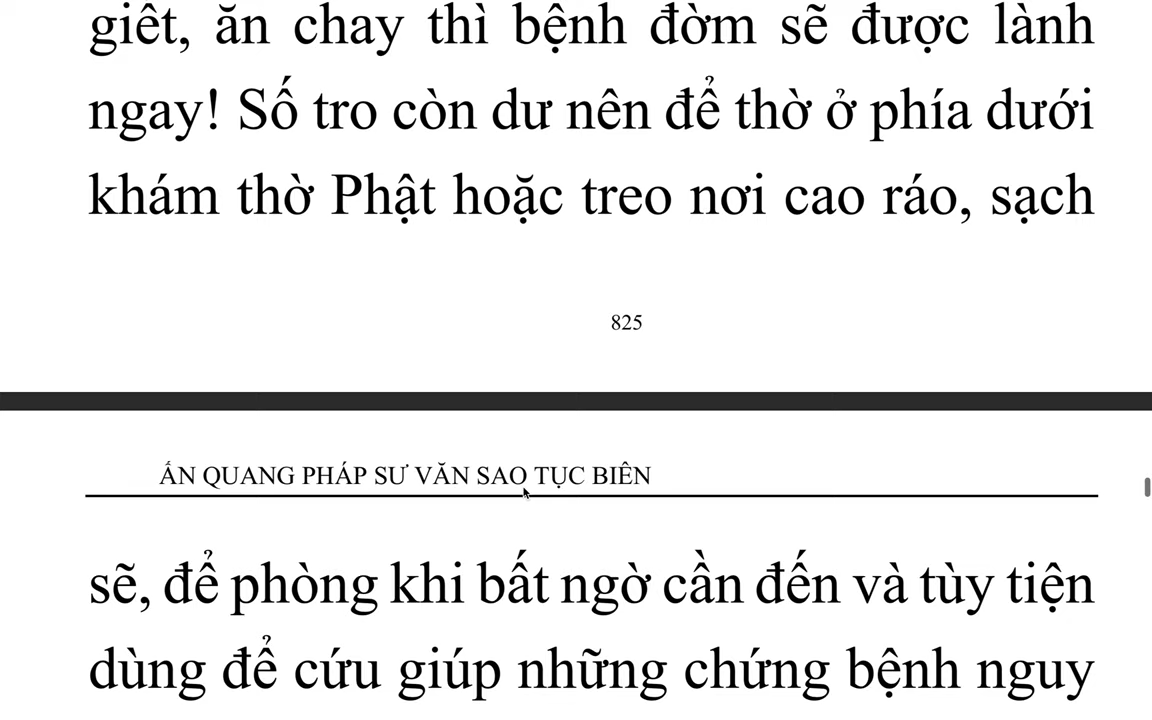 giết, ăn chay thì bệnh đờm sẽ được lành
ngay! Số tro còn dư nên để thờ ở phía dưới
khám thờ Phật hoặc treo nơi cao ráo, sạch
825
ẤN QUANG PHÁP SƯ VĂN SAO TỤC BIÊN
sẽ, để phòng khi bất ngờ cần đến và tùy tiện
dùng để cứu giúp những chứng bệnh nguy